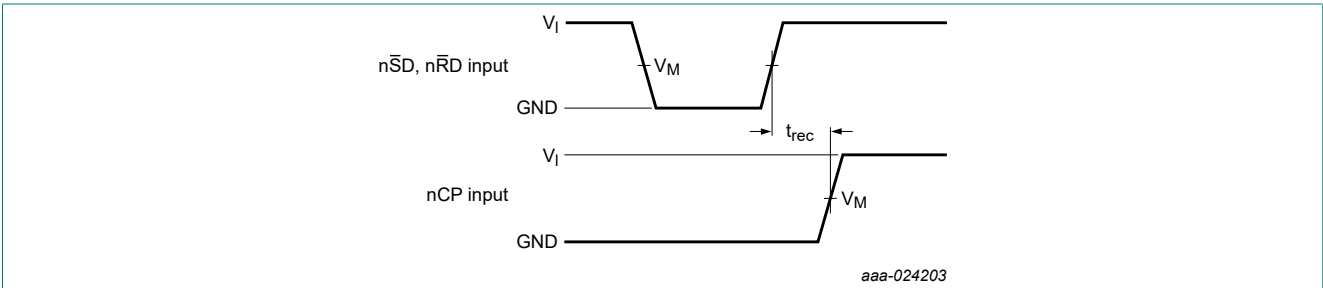 V_I
nS̅D, nR̅D input
V_M
GND
t_rec
V_I
nCP input
V_M
GND
aaa-024203